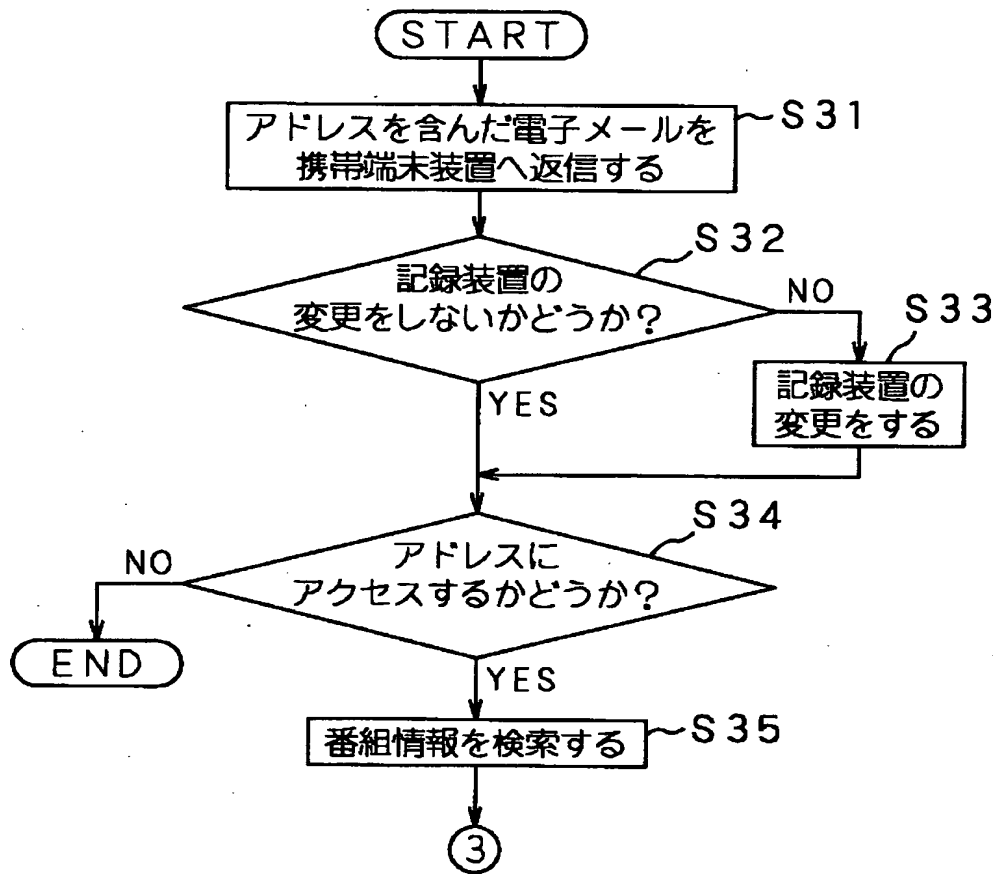 START
アドレスを含んだ電子メールを
携帯端末装置へ返信する
S31
記録装置の
変更をしないかどうか？
S32
NO
YES
記録装置の
変更をする
S33
アドレスに
アクセスするかどうか？
S34
NO
END
YES
番組情報を検索する
S35
3